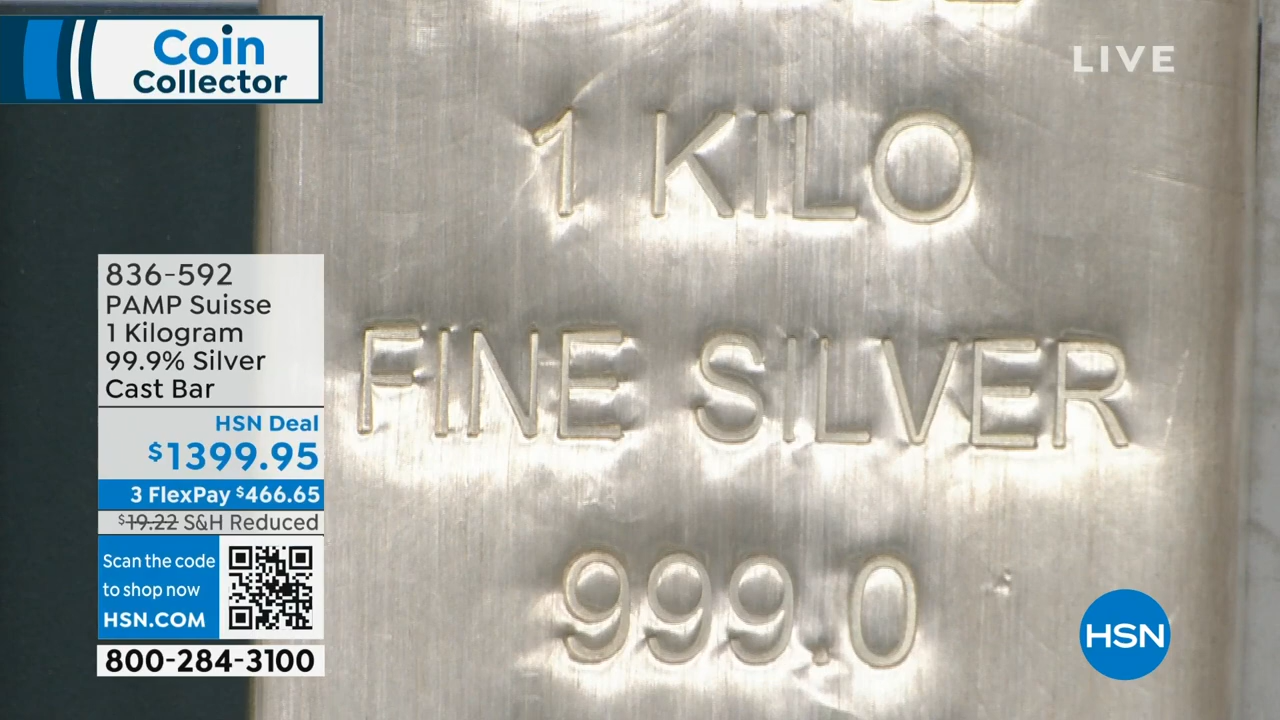 Coin
Collector
LIVE
1 KILO
FINE SILVER
999.0
836-592
PAMP Suisse
1 Kilogram
99.9% Silver
Cast Bar
HSN Deal
$1399.95
3 FlexPay $466.65
$19.22 S&H Reduced
Scan the code
to shop now
HSN.COM
800-284-3100
HSN